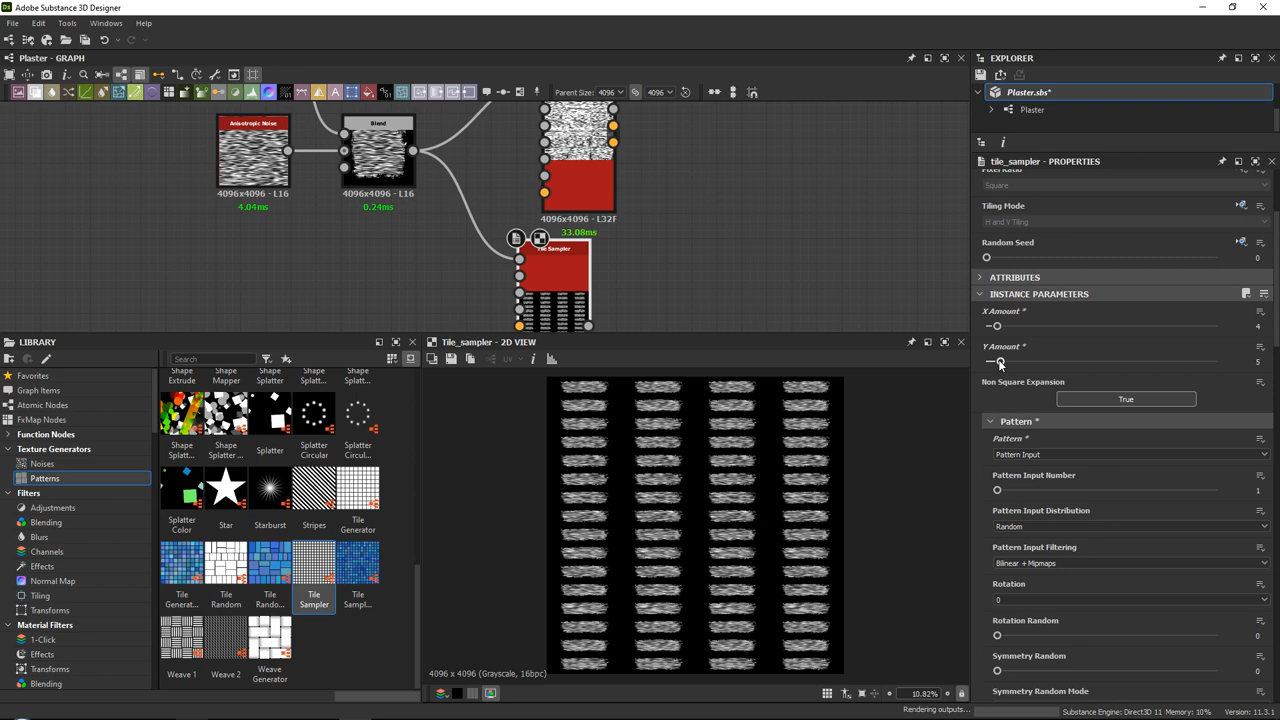 Adobe Substance 3D Designer
File Edit Tools Windows Help
Plaster - GRAPH
Parent Size: 4096 4096
Anisotropic Noise
Blend
4096x4096 - L16
4.04ms
4096x4096 - L16
0.24ms
4096x4096 - L32F
33.08ms
Tile Sampler
EXPLORER
Plaster.sbs*
Plaster
tile_sampler - PROPERTIES
Pixel Ratio
Square
Tiling Mode
H and V Tiling
Random Seed
0
ATTRIBUTES
INSTANCE PARAMETERS
X Amount *
4
Y Amount *
5
Non Square Expansion
True
Pattern *
Pattern *
Pattern Input
Pattern Input Number
1
Pattern Input Distribution
Random
Pattern Input Filtering
Bilinear + Mipmaps
Rotation
0
Rotation Random
0
Symmetry Random
0
Symmetry Random Mode
LIBRARY
Search
Favorites
Graph Items
Atomic Nodes
FxMap Nodes
Function Nodes
Texture Generators
Noises
Patterns
Filters
Adjustments
Blending
Blurs
Channels
Effects
Normal Map
Tiling
Transforms
Material Filters
1-Click
Effects
Transforms
Blending
Shape Extrude
Shape Mapper
Shape Splatter
Shape Splatt...
Shape Splatt...
Shape Splatt...
Shape Splatter ...
Splatter
Splatter Circular
Splatter Circul...
Splatter Color
Star
Starburst
Stripes
Tile Generator
Tile Generat...
Tile Random
Tile Rando...
Tile Sampler
Tile Sampl...
Weave 1
Weave 2
Weave Generator
Tile_sampler - 2D VIEW
UV
4096 x 4096 (Grayscale, 16bpc)
10.82%
Rendering outputs...
Substance Engine: Direct3D 11 Memory: 10% Version: 11.3.1